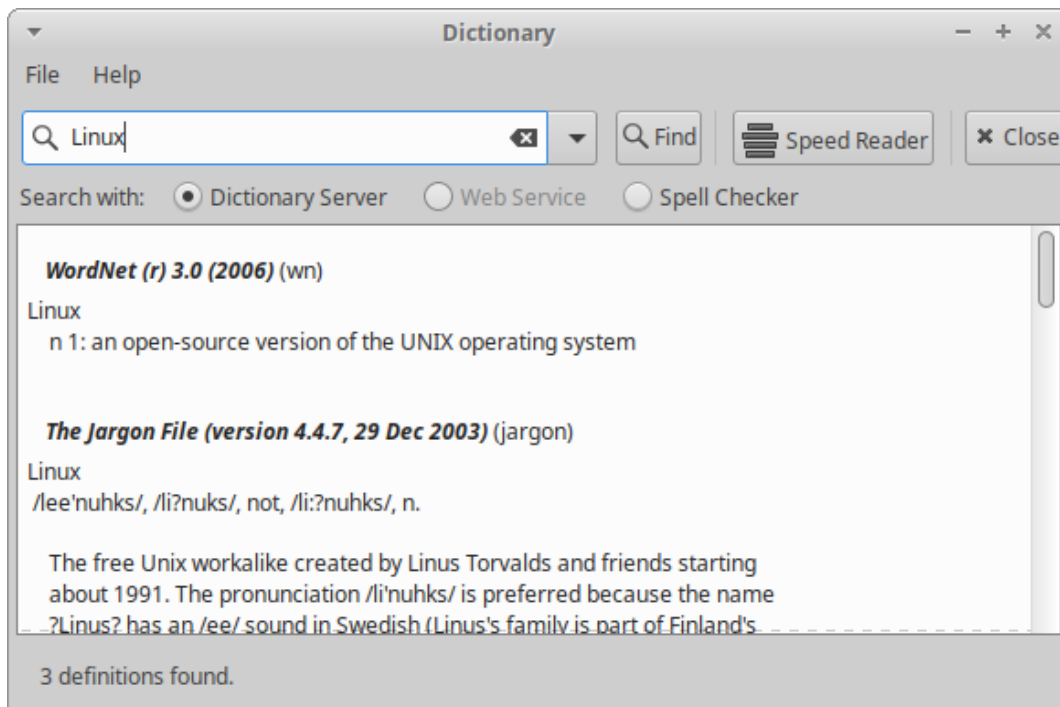 Dictionary
File Help
Linux Find Speed Reader Close
Search with: Dictionary Server Web Service Spell Checker
WordNet (r) 3.0 (2006) (wn)
Linux
n 1: an open-source version of the UNIX operating system
The Jargon File (version 4.4.7, 29 Dec 2003) (jargon)
Linux
/lee'nuhks/, /li?nuks/, not, /li:?nuhks/, n.
The free Unix workalike created by Linus Torvalds and friends starting
about 1991. The pronunciation /li'nuhks/ is preferred because the name
?Linus? has an /ee/ sound in Swedish (Linus's family is part of Finland's
3 definitions found.